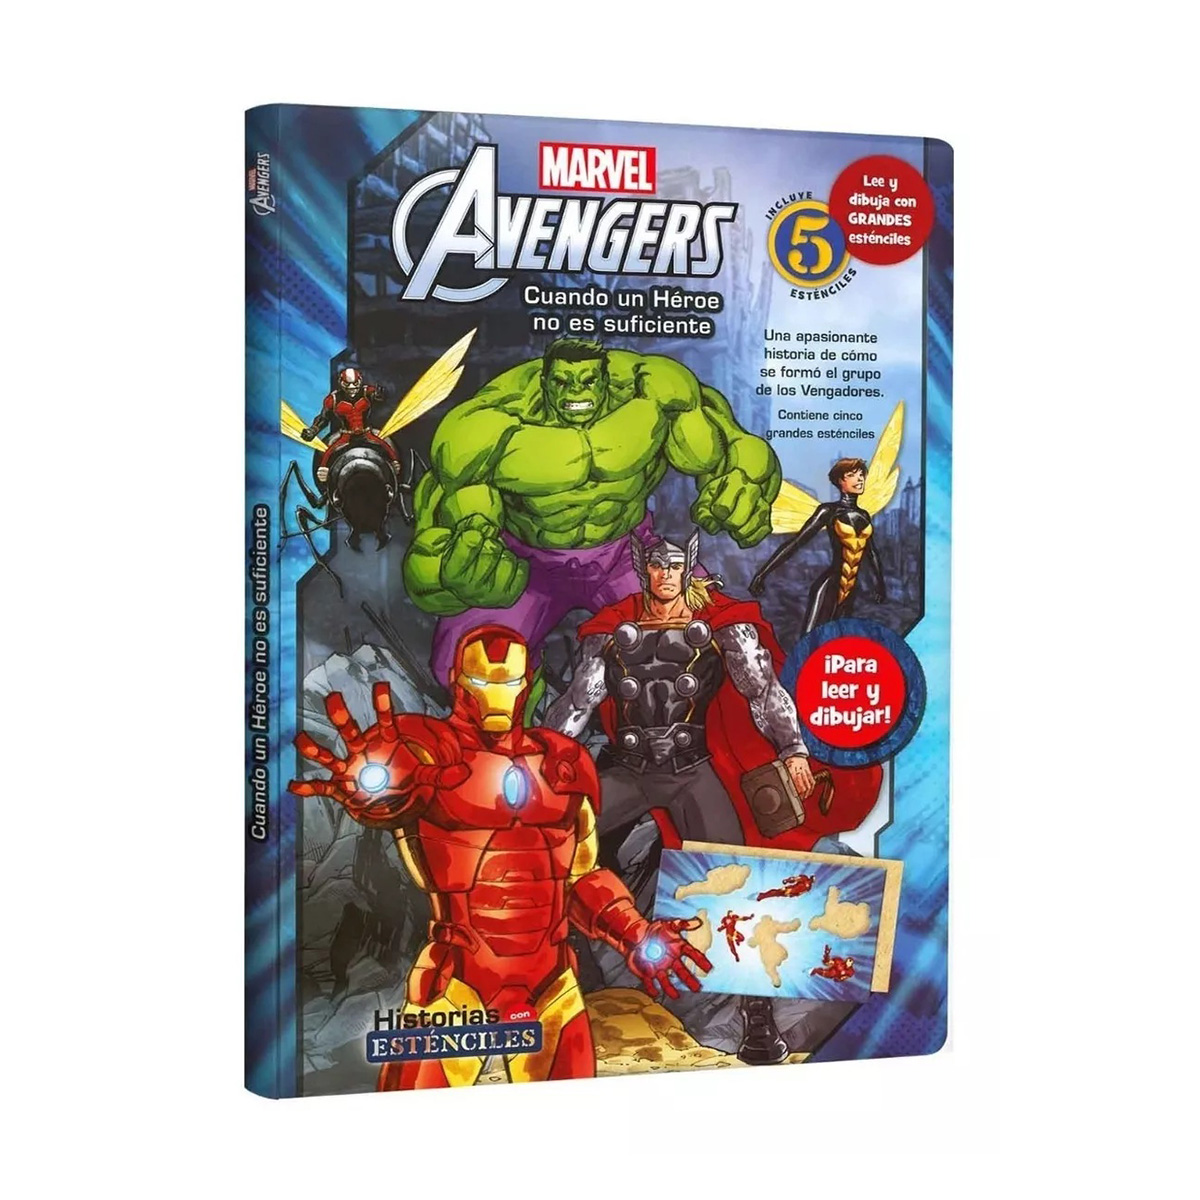 MARVEL
AVENGERS
Cuando un Héroe
no es suficiente
INCLUYE
5
ESTÉNCILES
Lee y
dibuja con
GRANDES
esténciles
Una apasionante
historia de cómo
se formó el grupo
de los Vengadores.
Contiene cinco
grandes esténciles
¡Para
leer y
dibujar!
Historias con
ESTÉNCILES
MARVEL
AVENGERS
Cuando un Héroe no es suficiente